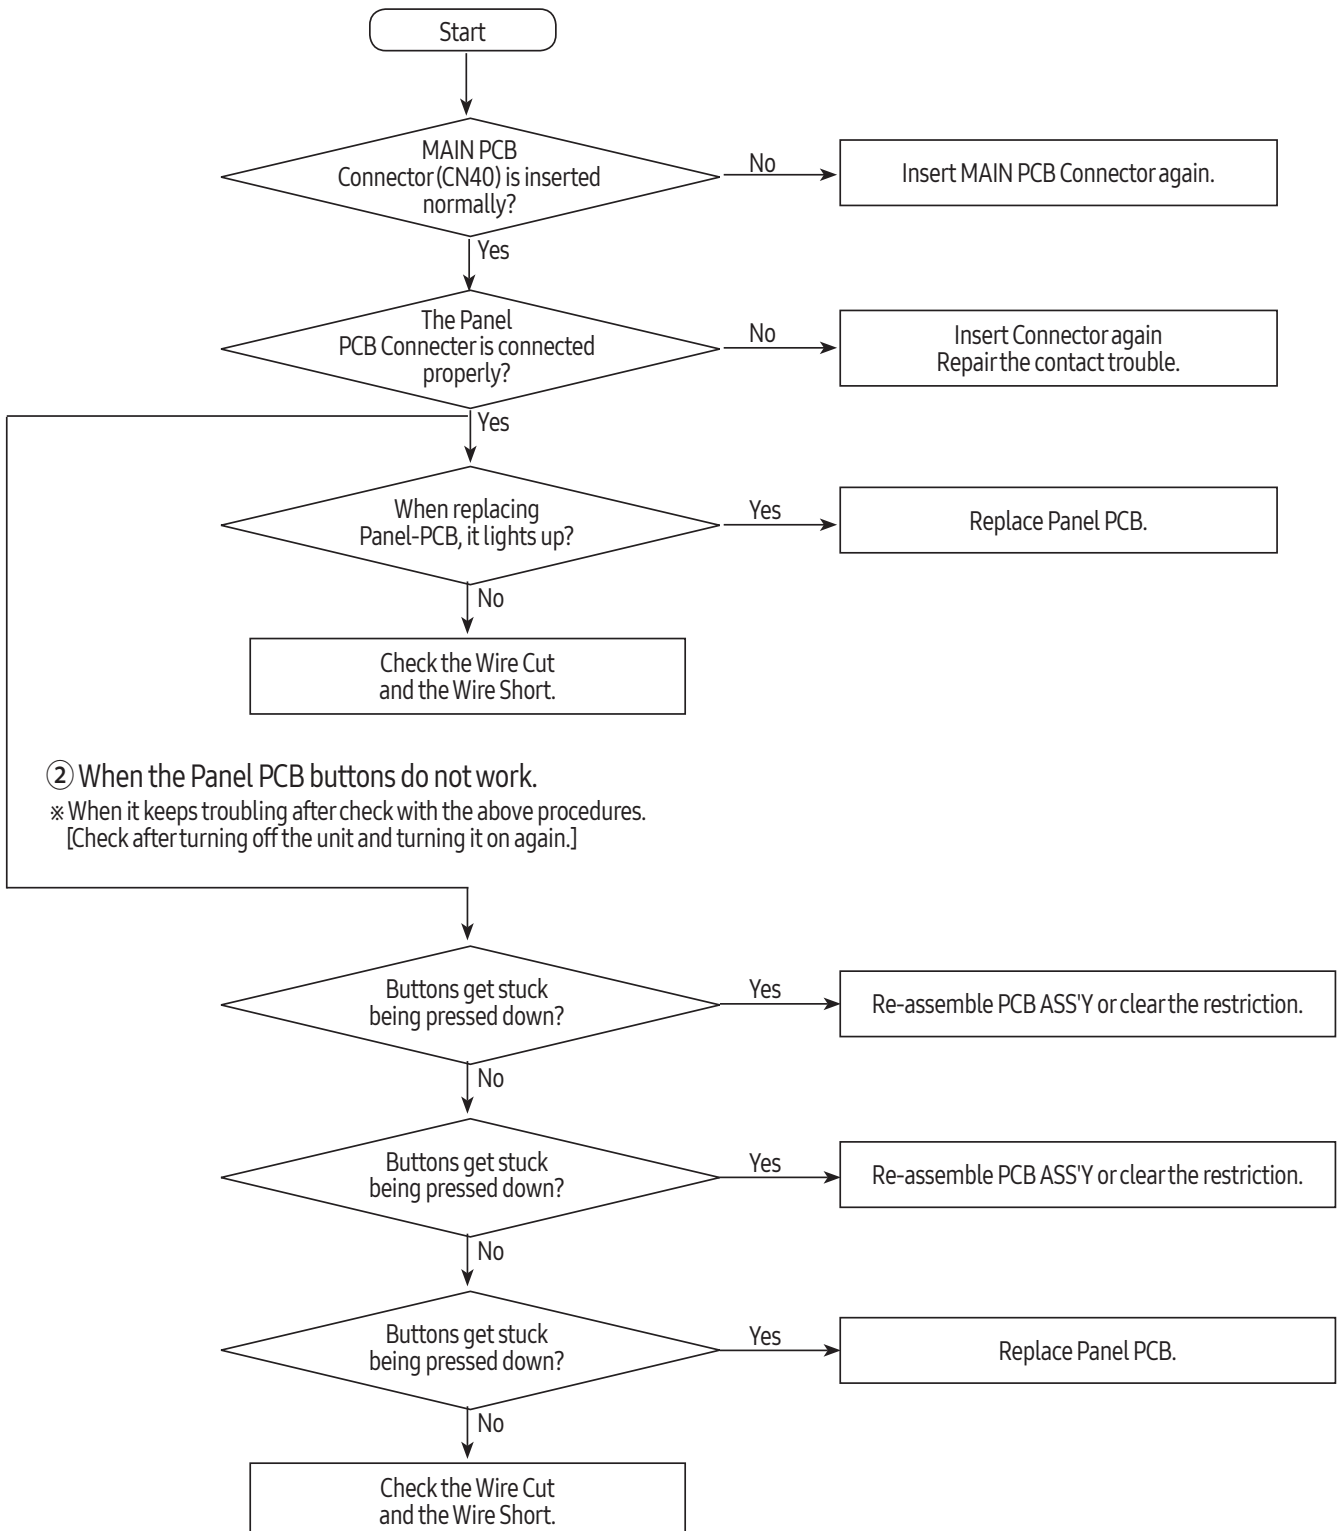 Start
MAIN PCB
Connector(CN40) is inserted
normally?
No
Insert MAIN PCB Connector again.
Yes
The Panel
PCB Connecter is connected
properly?
No
Insert Connector again
Repair the contact trouble.
Yes
When replacing
Panel-PCB, it lights up?
Yes
Replace Panel PCB.
No
Check the Wire Cut
and the Wire Short.
② When the Panel PCB buttons do not work.
※ When it keeps troubling after check with the above procedures.
[Check after turning off the unit and turning it on again.]
Buttons get stuck
being pressed down?
Yes
Re-assemble PCB ASS'Y or clear the restriction.
No
Buttons get stuck
being pressed down?
Yes
Re-assemble PCB ASS'Y or clear the restriction.
No
Buttons get stuck
being pressed down?
Yes
Replace Panel PCB.
No
Check the Wire Cut
and the Wire Short.